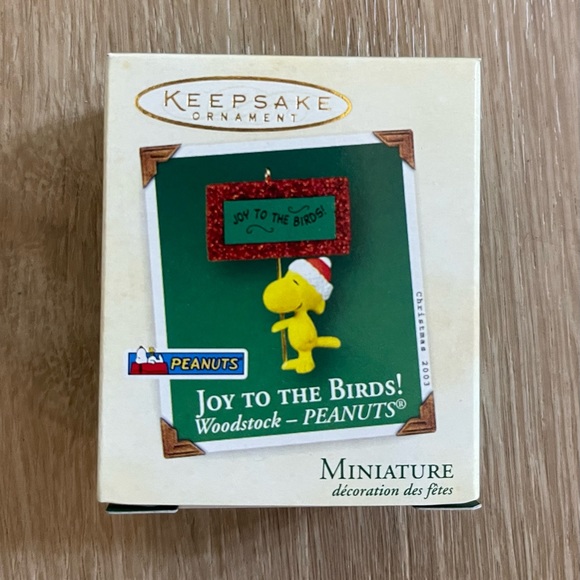 KEEPSAKE
ORNAMENT
JOY TO THE BIRDS!
Christmas 2003
PEANUTS
JOY TO THE BIRDS!
Woodstock – PEANUTS®
MINIATURE
décoration des fêtes